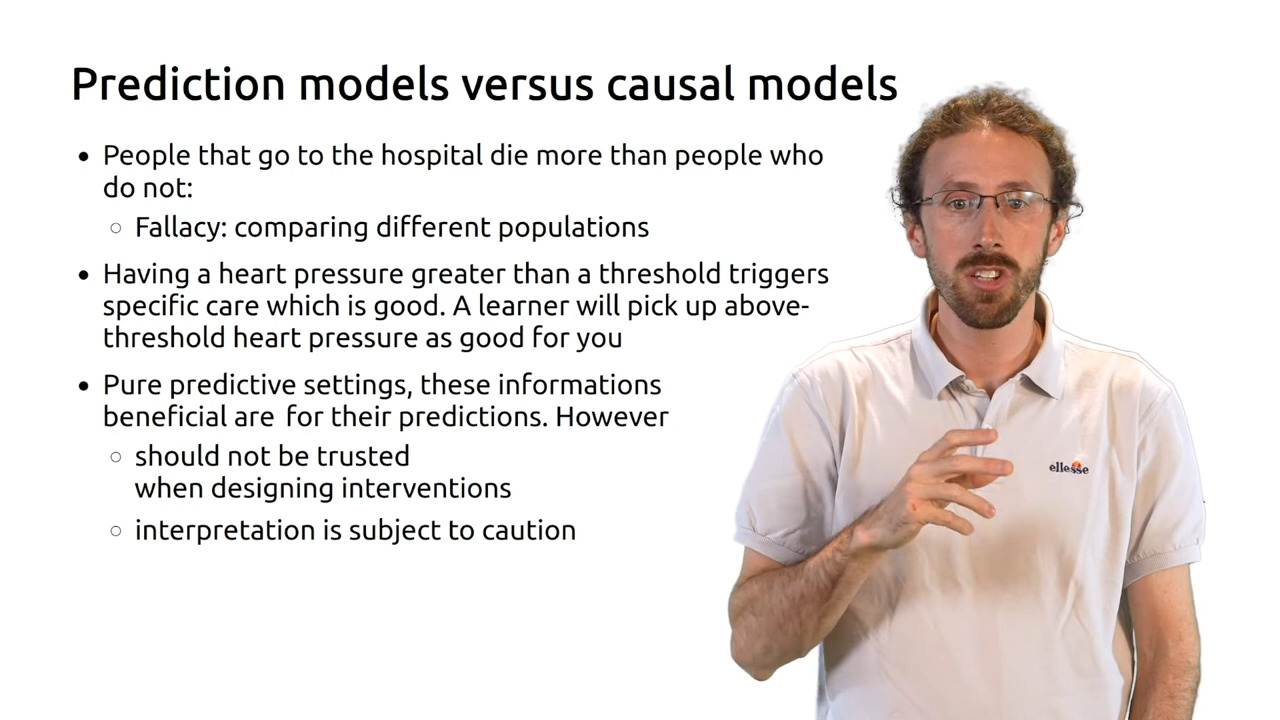 Prediction models versus causal models
• People that go to the hospital die more than people who
do not:
○ Fallacy: comparing different populations
• Having a heart pressure greater than a threshold triggers
specific care which is good. A learner will pick up above-
threshold heart pressure as good for you
• Pure predictive settings, these informations
beneficial are for their predictions. However
○ should not be trusted
when designing interventions
○ interpretation is subject to caution
ellesse